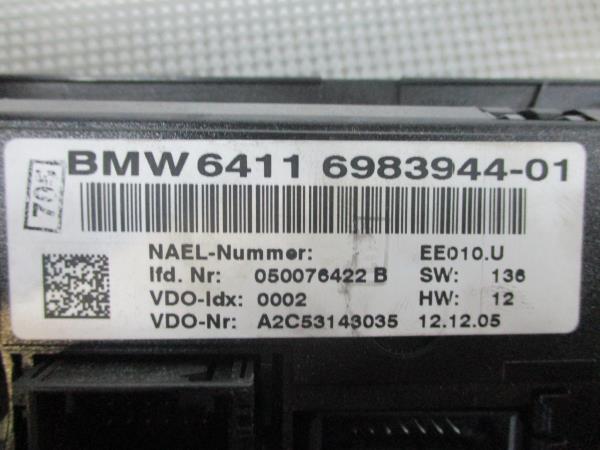 705
BMW 6411 6983944-01
NAEL-Nummer: EE010.U
lfd. Nr: 050076422 B SW: 136
VDO-Idx: 0002 HW: 12
VDO-Nr: A2C53143035 12.12.05